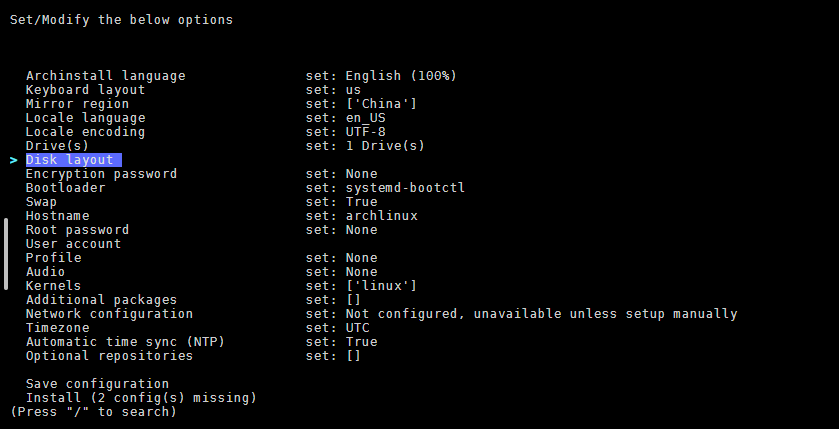 Set/Modify the below options
Archinstall language set: English (100%)
Keyboard layout set: us
Mirror region set: ['China']
Locale language set: en_US
Locale encoding set: UTF-8
Drive(s) set: 1 Drive(s)
> Disk layout
Encryption password set: None
Bootloader set: systemd-bootctl
Swap set: True
Hostname set: archlinux
Root password set: None
User account
Profile set: None
Audio set: None
Kernels set: ['linux']
Additional packages set: []
Network configuration set: Not configured, unavailable unless setup manually
Timezone set: UTC
Automatic time sync (NTP) set: True
Optional repositories set: []
Save configuration
Install (2 config(s) missing)
(Press "/" to search)